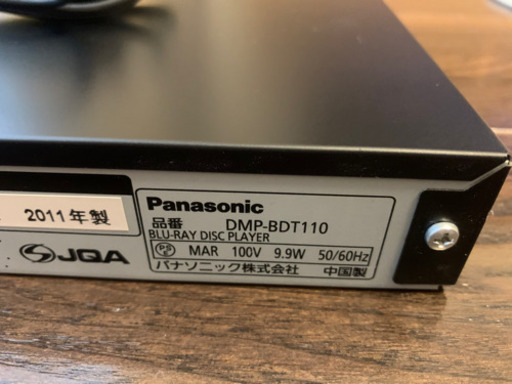 2011年製
JQA
Panasonic
品番 DMP-BDT110
BLU-RAY DISC PLAYER
PS E MAR 100V 9.9W 50/60Hz
パナソニック株式会社 中国製